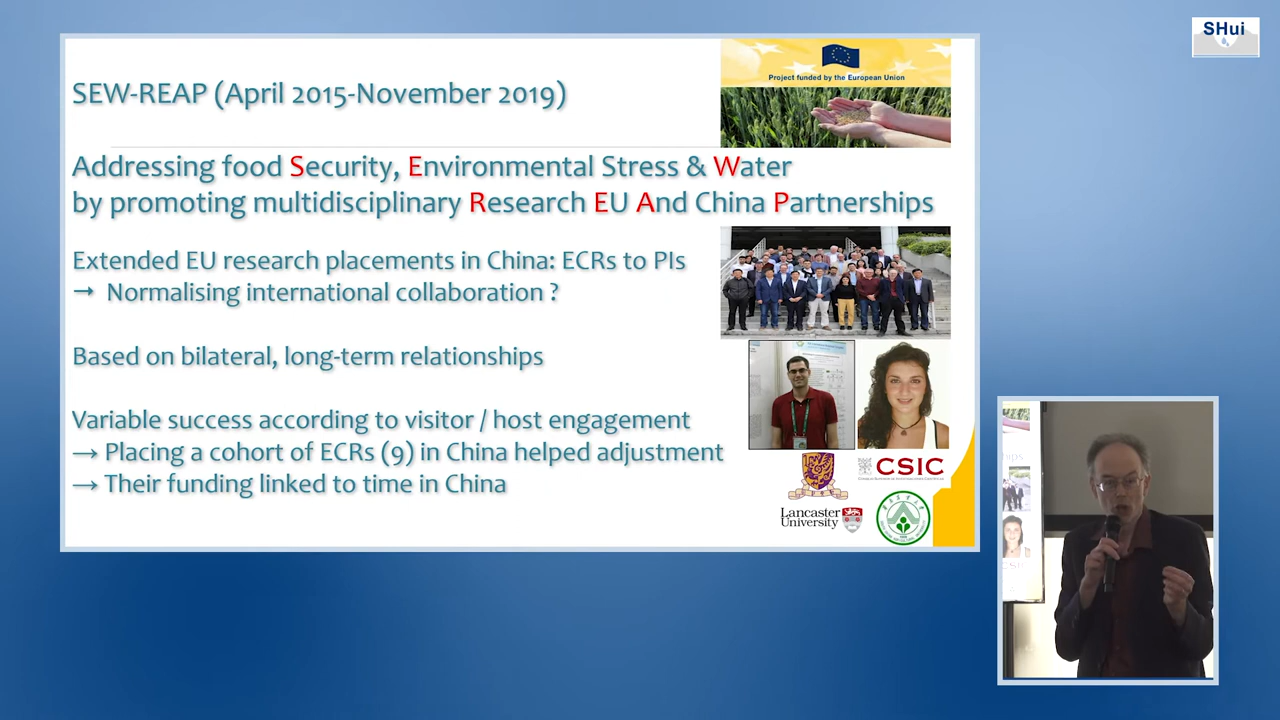 SHui
Project funded by the European Union
SEW-REAP (April 2015-November 2019)
Addressing food Security, Environmental Stress & Water
by promoting multidisciplinary Research EU And China Partnerships
Extended EU research placements in China: ECRs to PIs
→ Normalising international collaboration ?
Based on bilateral, long-term relationships
Variable success according to visitor / host engagement
→ Placing a cohort of ECRs (9) in China helped adjustment
→ Their funding linked to time in China
CSIC
Lancaster
University